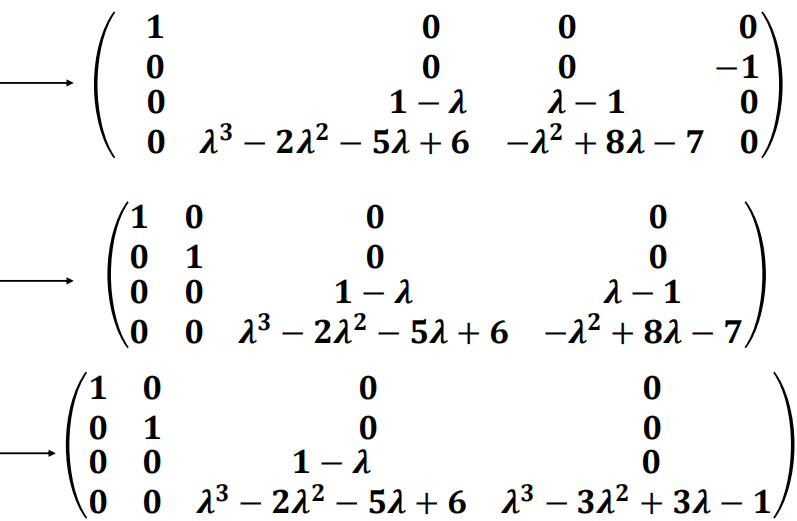 1 0 0 0
0 0 0 −1
0 1 − λ λ − 1 0
0 λ³ − 2λ² − 5λ + 6 −λ² + 8λ − 7 0
1 0 0 0
0 1 0 0
0 0 1 − λ λ − 1
0 0 λ³ − 2λ² − 5λ + 6 −λ² + 8λ − 7
1 0 0 0
0 1 0 0
0 0 1 − λ 0
0 0 λ³ − 2λ² − 5λ + 6 λ³ − 3λ² + 3λ − 1